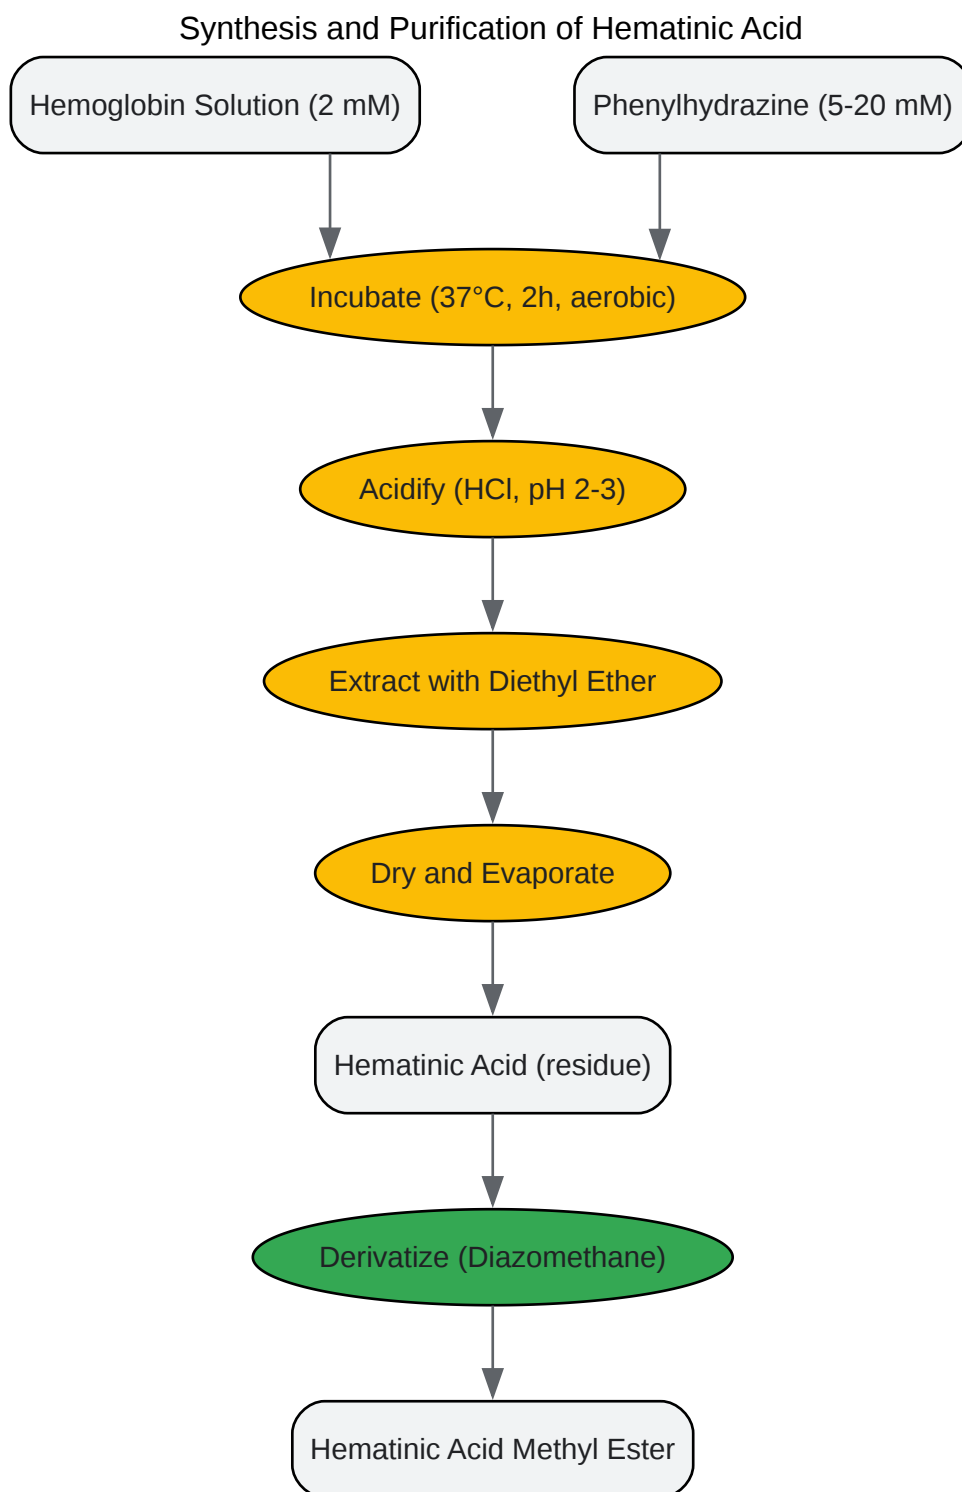 Synthesis and Purification of Hematinic Acid
Hemoglobin Solution (2 mM)
Phenylhydrazine (5-20 mM)
Incubate (37°C, 2h, aerobic)
Acidify (HCl, pH 2-3)
Extract with Diethyl Ether
Dry and Evaporate
Hematinic Acid (residue)
Derivatize (Diazomethane)
Hematinic Acid Methyl Ester